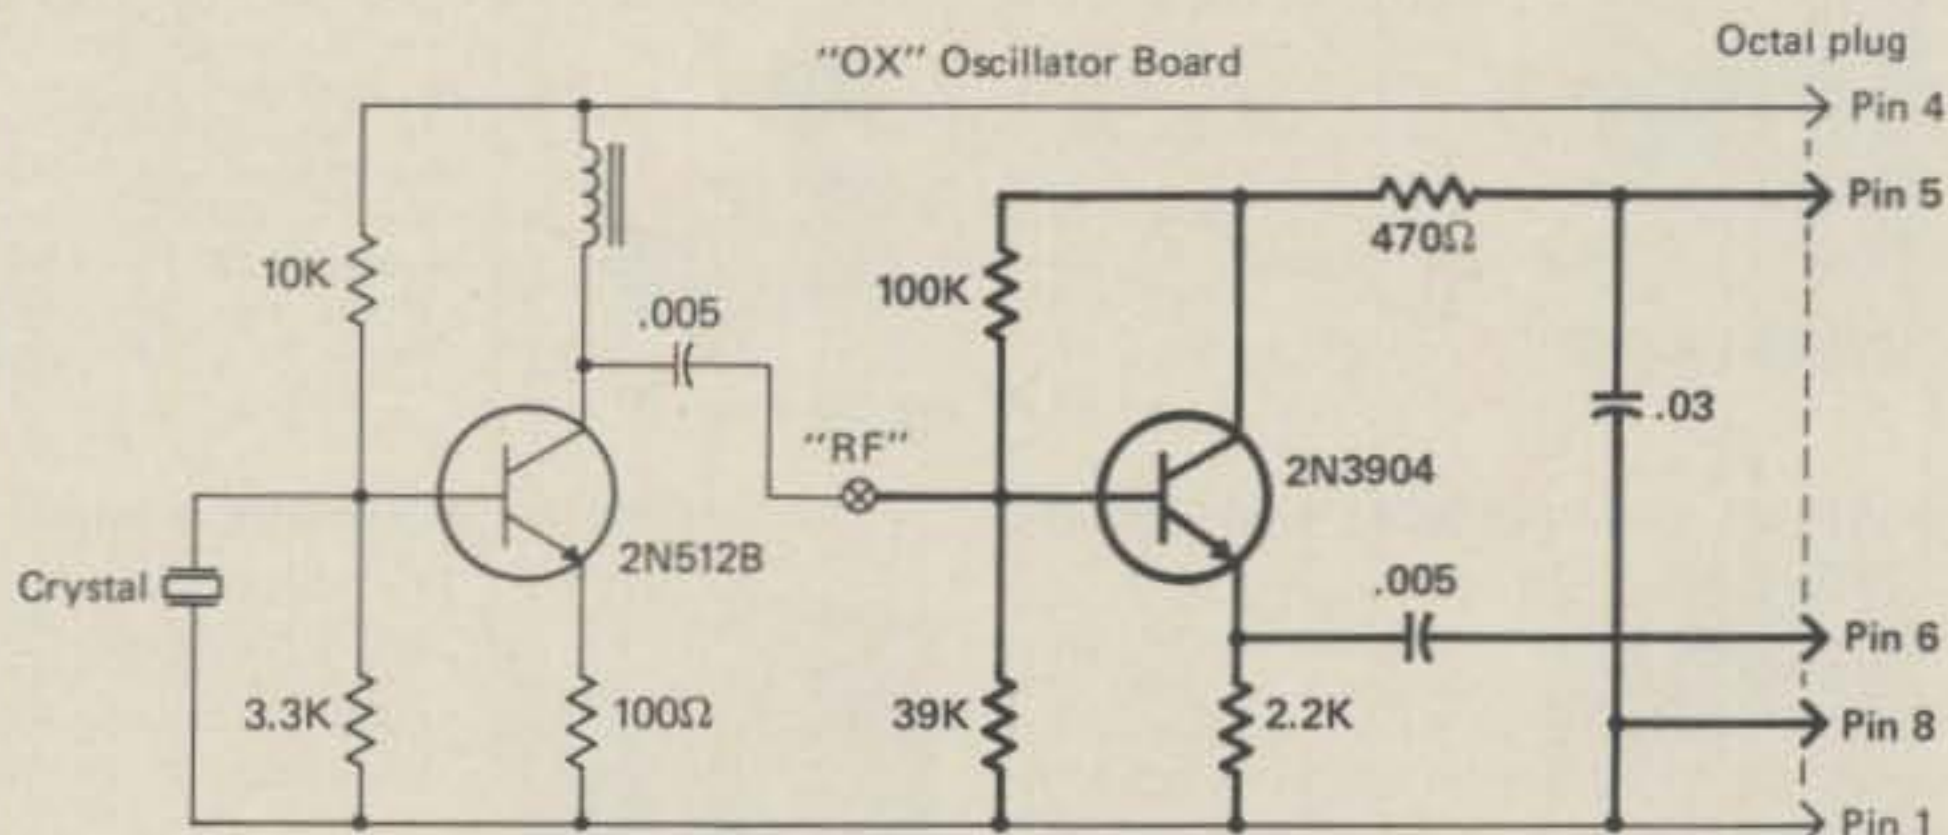 "OX" Oscillator Board
Octal plug
Pin 4
Pin 5
470Ω
10K
100K
.005
.03
"RF"
2N3904
2N512B
Crystal
.005
Pin 6
3.3K
100Ω
39K
2.2K
Pin 8
Pin 1